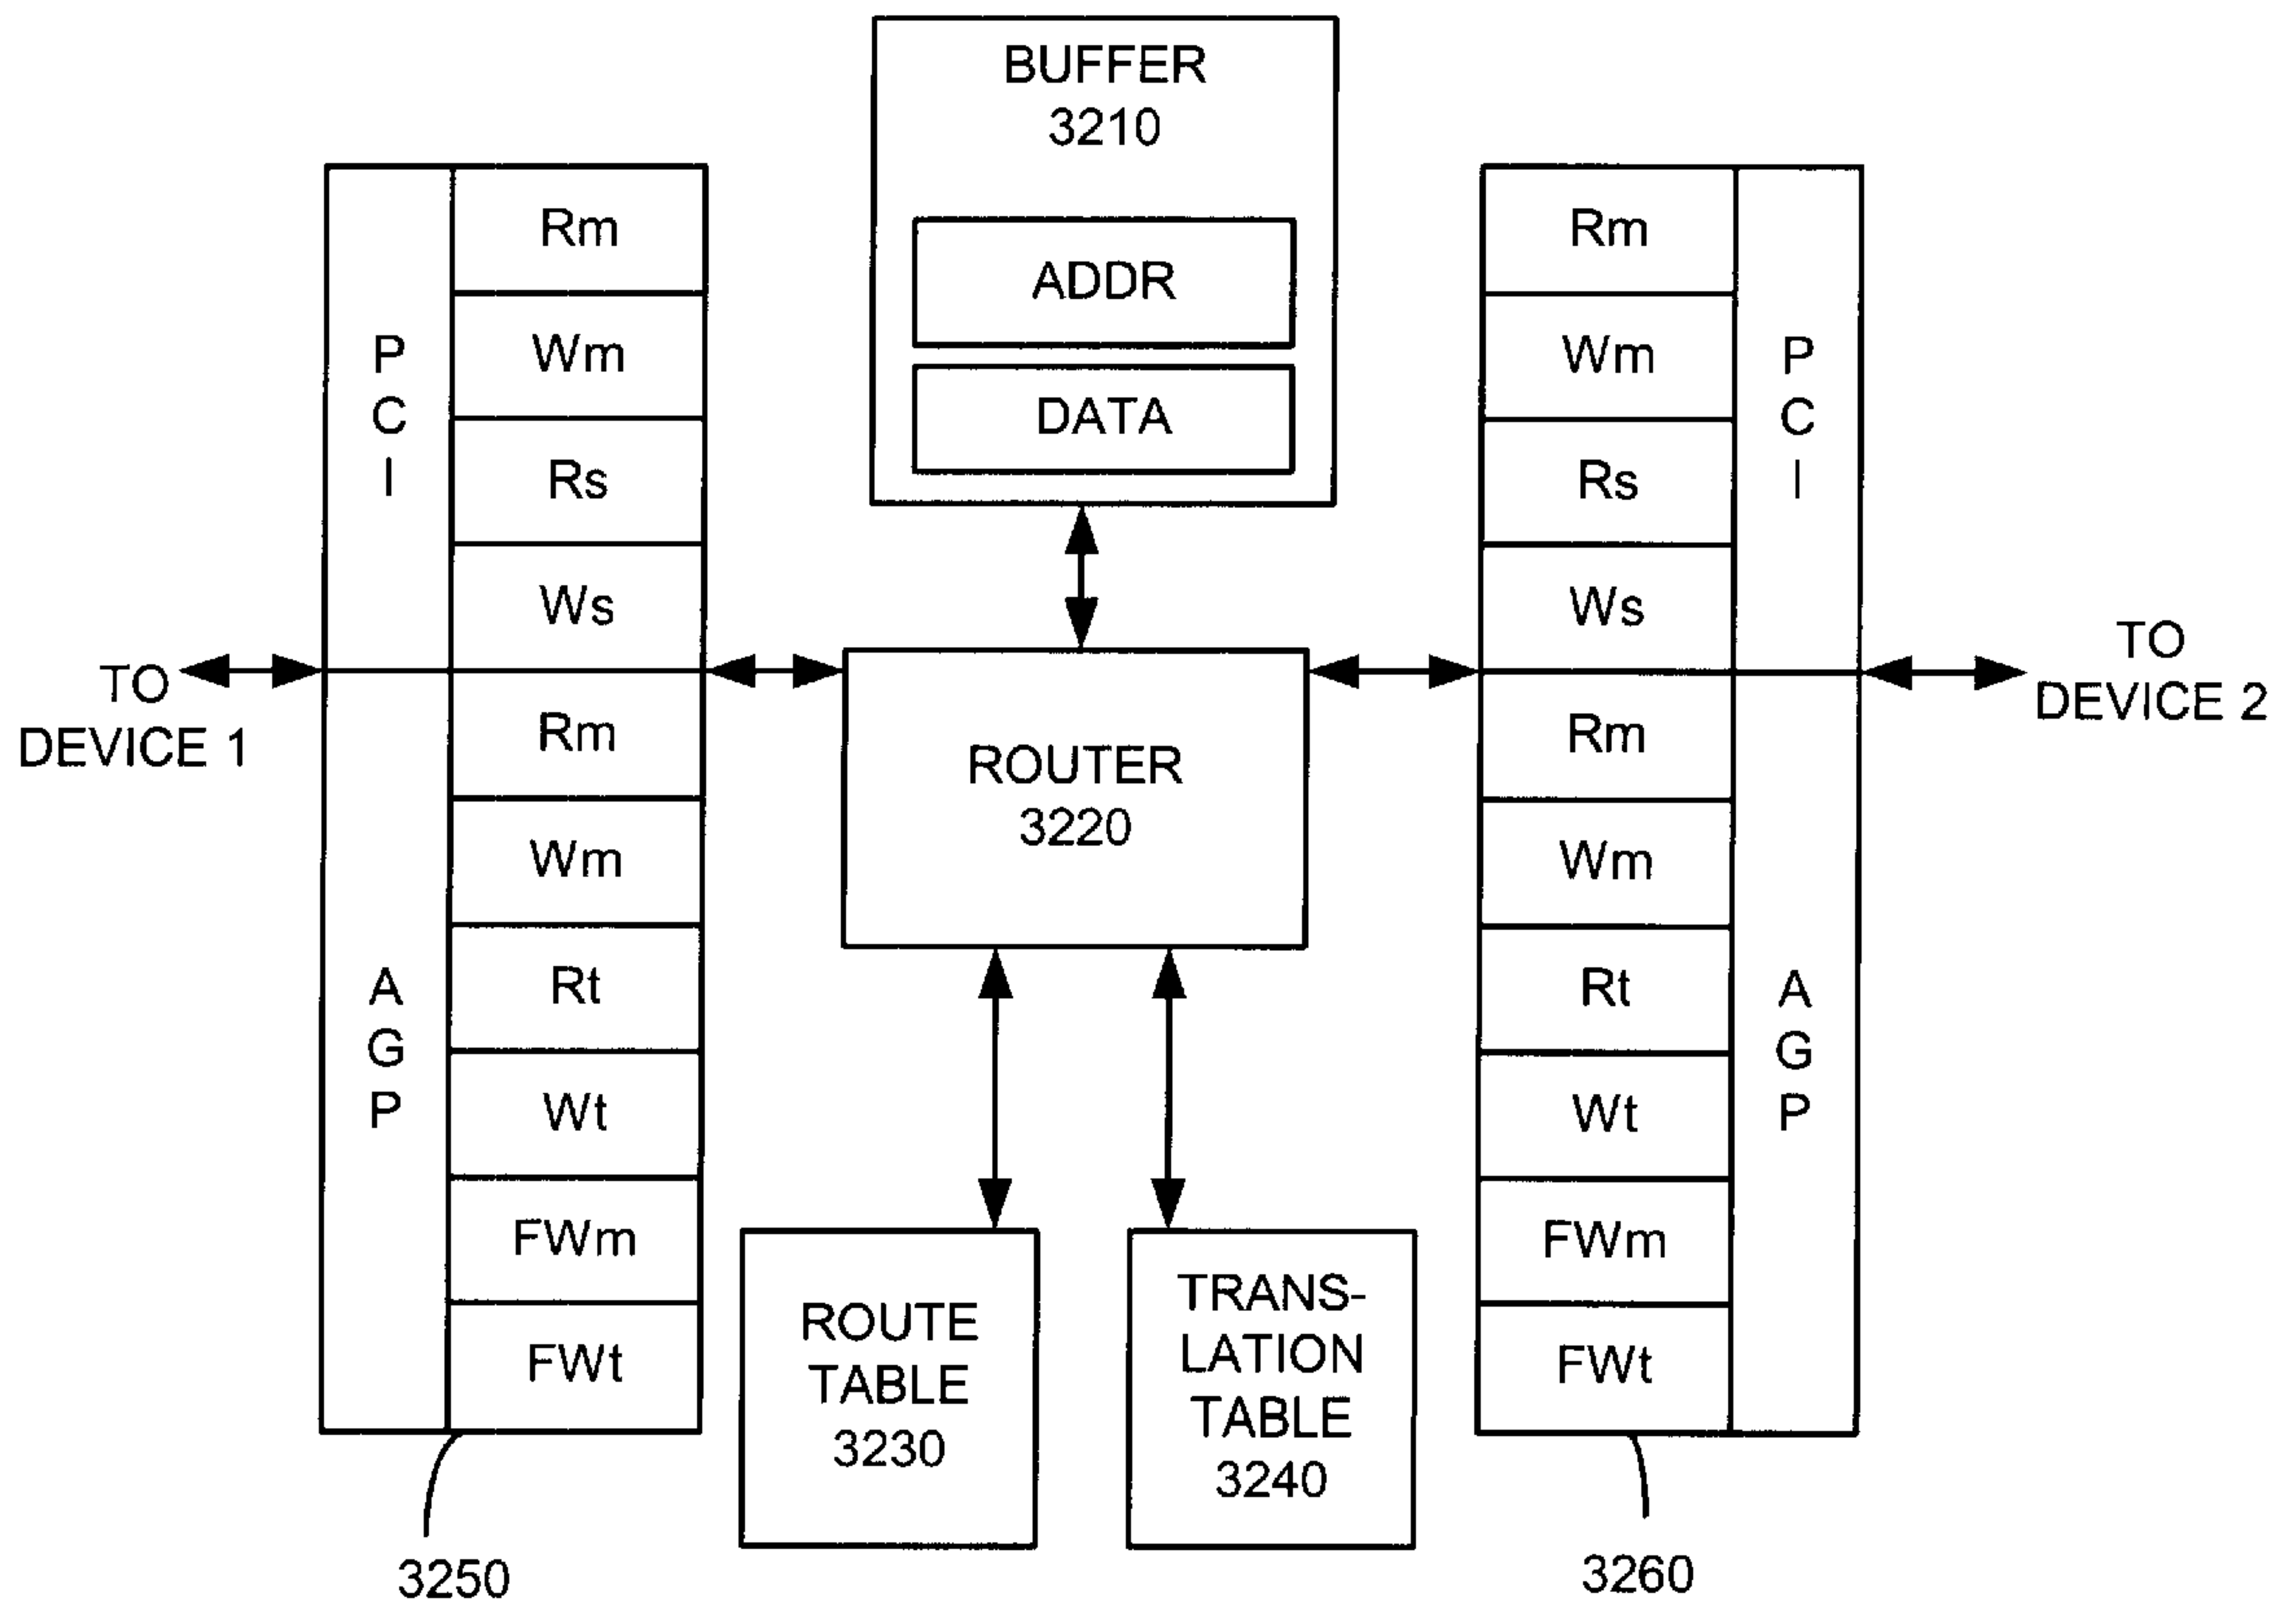 BUFFER
3210
ADDR
DATA
P
C
I
A
G
P
Rm
Wm
Rs
Ws
Rm
Wm
Rt
Wt
FWm
FWt
TO
DEVICE 1
3250
ROUTER
3220
ROUTE
TABLE
3230
TRANS-
LATION
TABLE
3240
Rm
Wm
Rs
Ws
Rm
Wm
Rt
Wt
FWm
FWt
P
C
I
A
G
P
TO
DEVICE 2
3260